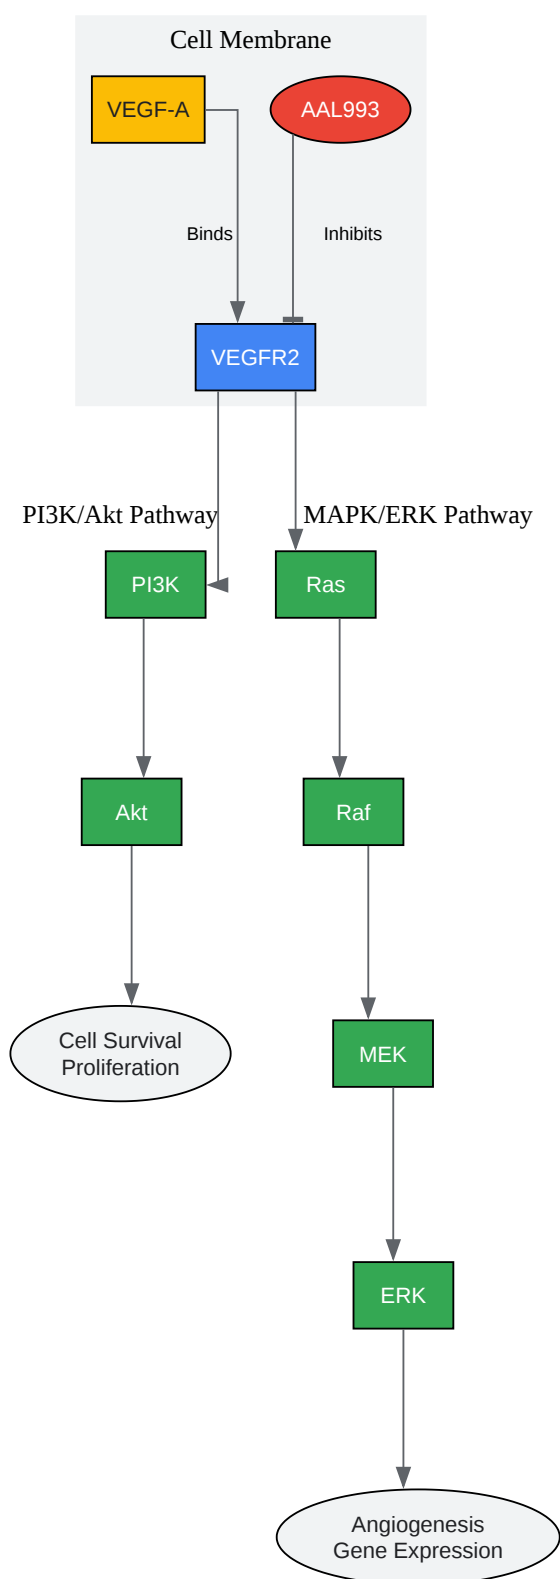 Cell Membrane
VEGF-A
AAL993
Binds
Inhibits
VEGFR2
PI3K/Akt Pathway
MAPK/ERK Pathway
PI3K
Ras
Akt
Raf
Cell Survival
Proliferation
MEK
ERK
Angiogenesis
Gene Expression